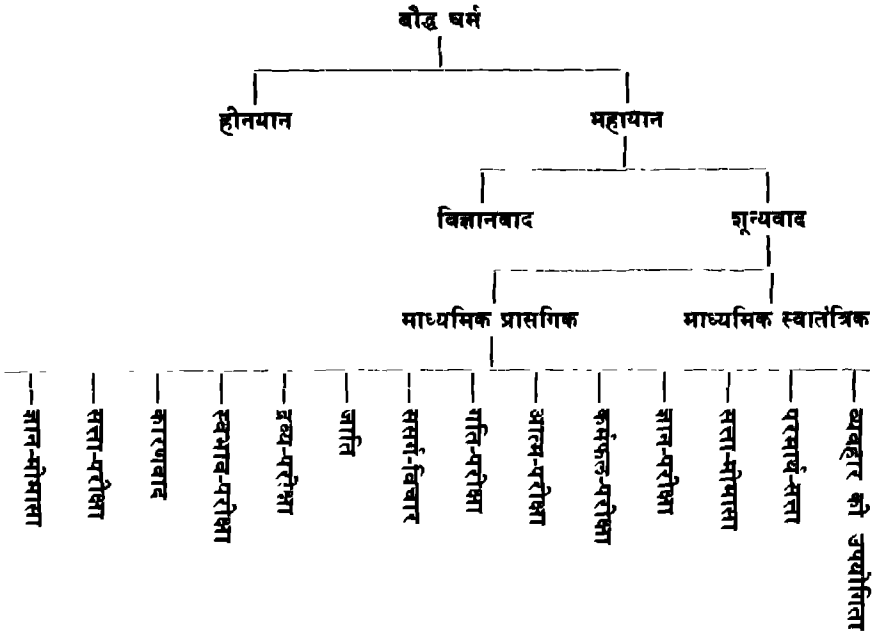 बौद्ध धर्म
हीनयान
महायान
विज्ञानवाद
शून्यवाद
माध्यमिक प्रासगिक
माध्यमिक स्वातंत्रिक
ज्ञान-मीमासा
सत्ता-परीक्षा
कारणवाद
स्वभाव-परीक्षा
द्रव्य-परीक्षा
जाति
ससर्ग-विचार
गति-परीक्षा
आत्म-परीक्षा
कर्मफल-परीक्षा
ज्ञान-परीक्षा
सत्ता-मीमासा
परमार्थ-सत्ता
व्यवहार की उपयोगिता